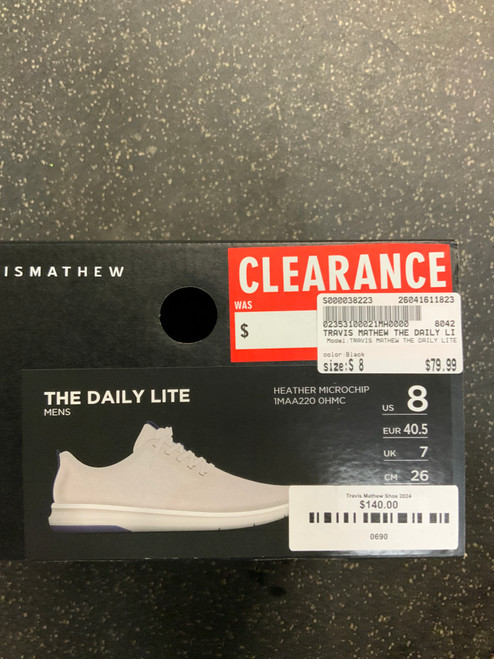 ISMATHEW
CLEARANCE
WAS
$
S000038223 26041611823
02353100021MH0000 8042
TRAVIS MATHEW THE DAILY LI
Model:TRAVIS MATHEW THE DAILY LITE
color:Black
size:$ 8 $79.99
THE DAILY LITE
MENS
HEATHER MICROCHIP
1MAA220 0HMC
US 8
EUR 40.5
UK 7
CM 26
Travis Mathew Shoe 2024
$140.00
0690